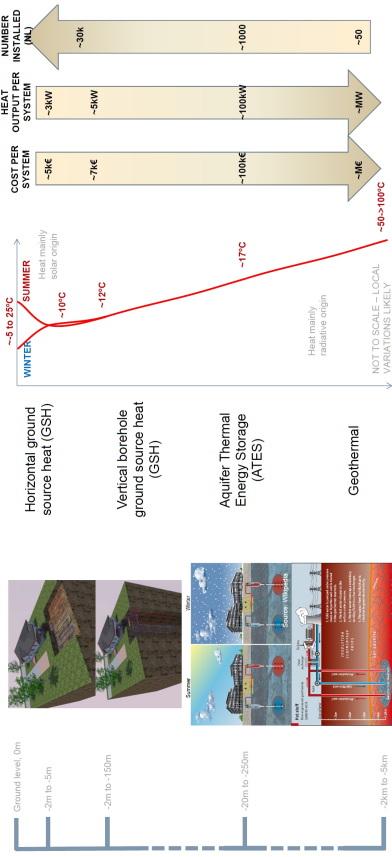 Ground level, 0m
-2m to -5m
-2m to -150m
-20m to -250m
-2km to -5km
Summer
Winter
Source: Wikipedia
Horizontal ground
source heat (GSH)
Vertical borehole
ground source heat
(GSH)
Aquifer Thermal
Energy Storage
(ATES)
Geothermal
~-5 to 25°C
WINTER
SUMMER
Heat mainly
solar origin
~10°C
~12°C
~17°C
Heat mainly
radiative origin
~50->100°C
NOT TO SCALE – LOCAL
VARIATIONS LIKELY
COST PER
SYSTEM
~5k€
~7k€
~100k€
~M€
HEAT
OUTPUT PER
SYSTEM
~3kW
~5kW
~100kW
~MW
NUMBER
INSTALLED
(NL)
~30k
~1000
~50